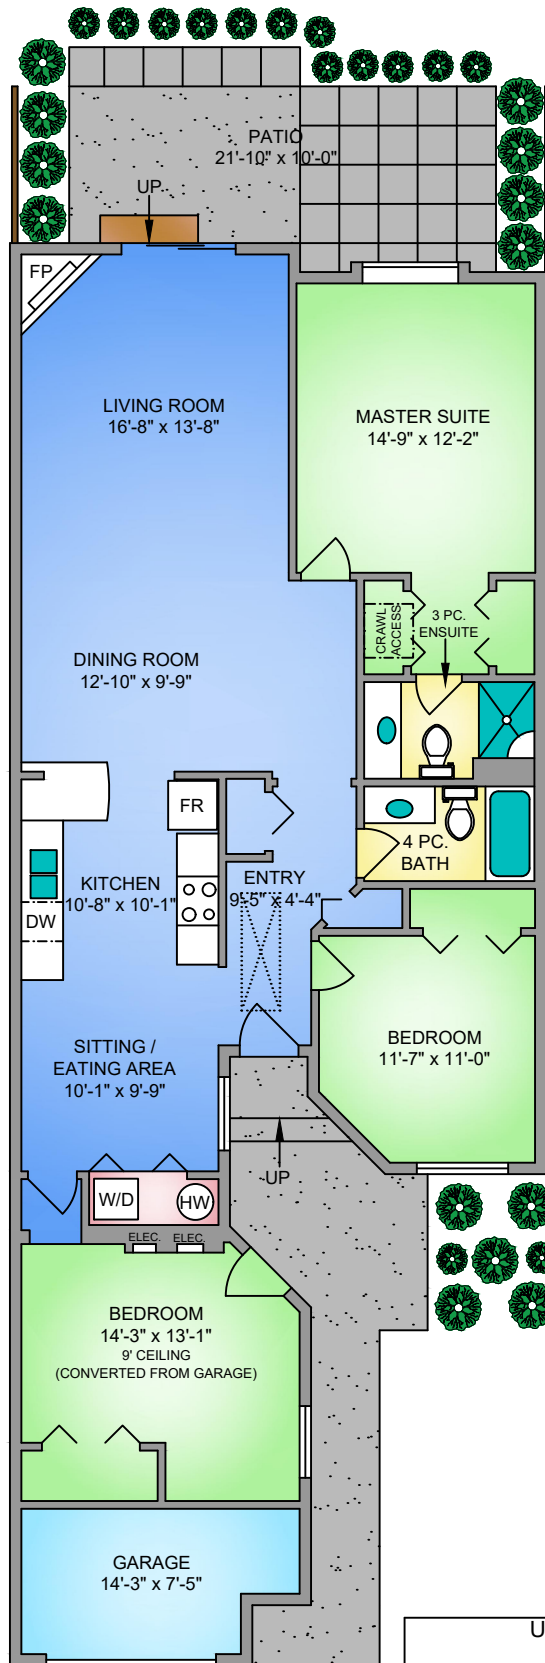 PATIO
21'-10" x 10'-0"
UP
FP
LIVING ROOM
16'-8" x 13'-8"
MASTER SUITE
14'-9" x 12'-2"
CRAWL
ACCESS
3 PC.
ENSUITE
DINING ROOM
12'-10" x 9'-9"
FR
4 PC.
BATH
KITCHEN
10'-8" x 10'-1"
ENTRY
9'-5" x 4'-4"
DW
BEDROOM
11'-7" x 11'-0"
SITTING /
EATING AREA
10'-1" x 9'-9"
UP
W/D
HW
ELEC.
ELEC.
BEDROOM
14'-3" x 13'-1"
9' CEILING
(CONVERTED FROM GARAGE)
GARAGE
14'-3" x 7'-5"
U